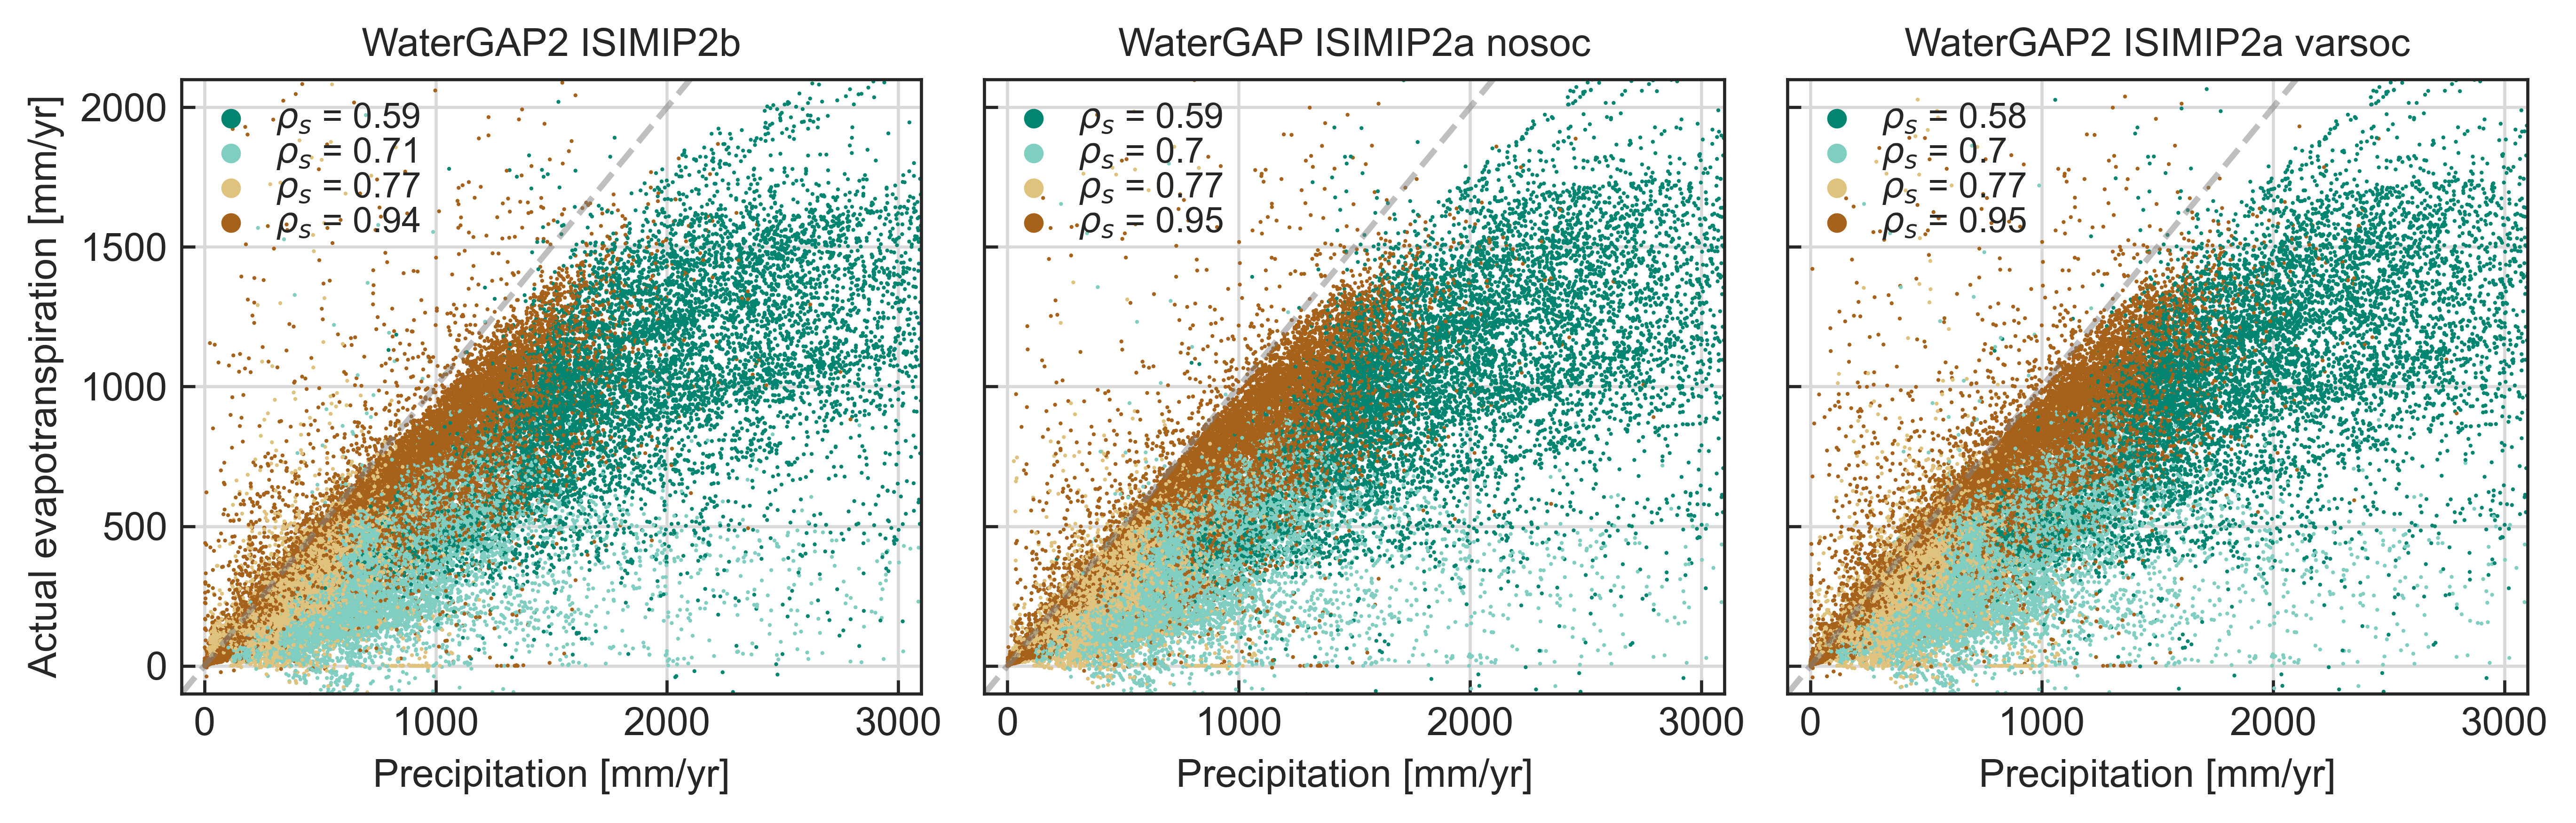 WaterGAP2 ISIMIP2b
WaterGAP ISIMIP2a nosoc
WaterGAP2 ISIMIP2a varsoc
Actual evapotranspiration [mm/yr]
2000
1500
1000
500
0
ρs = 0.59
ρs = 0.71
ρs = 0.77
ρs = 0.94
ρs = 0.59
ρs = 0.7
ρs = 0.77
ρs = 0.95
ρs = 0.58
ρs = 0.7
ρs = 0.77
ρs = 0.95
0 1000 2000 3000
0 1000 2000 3000
0 1000 2000 3000
Precipitation [mm/yr]
Precipitation [mm/yr]
Precipitation [mm/yr]